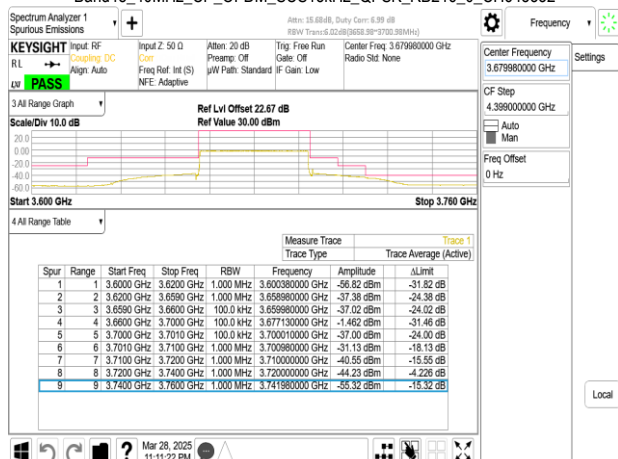 Spectrum Analyzer 1
Spurious Emissions
+
Attn: 15.68dB, Duty Corr: 6.99 dB
RBW Trans:6.02dB(3658.98~3700.98MHz)
Frequency
KEYSIGHT Input: RF Input Z: 50 Ω Atten: 20 dB Trig: Free Run Center Freq: 3.679980000 GHz
RL Coupling: DC Corr Preamp: Off Gate: Off Radio Std: None
Align: Auto Freq Ref: Int (S) µW Path: Standard IF Gain: Low
PASS NFE: Adaptive
Center Frequency
3.679980000 GHz
Settings
CF Step
4.399000000 GHz
Auto
Man
Freq Offset
0 Hz
3 All Range Graph
Ref Lvl Offset 22.67 dB
Scale/Div 10.0 dB Ref Value 30.00 dBm
20.0
0.00
-20.0
-40.0
-60.0
Start 3.600 GHz Stop 3.760 GHz
4 All Range Table
Measure Trace Trace 1
Trace Type Trace Average (Active)
Spur Range Start Freq Stop Freq RBW Frequency Amplitude ΔLimit
1 1 3.6000 GHz 3.6200 GHz 1.000 MHz 3.600380000 GHz -56.82 dBm -31.82 dB
2 2 3.6200 GHz 3.6590 GHz 1.000 MHz 3.658980000 GHz -37.38 dBm -24.38 dB
3 3 3.6590 GHz 3.6600 GHz 100.0 kHz 3.659980000 GHz -37.02 dBm -24.02 dB
4 4 3.6600 GHz 3.7000 GHz 100.0 kHz 3.677130000 GHz -1.462 dBm -31.46 dB
5 5 3.7000 GHz 3.7010 GHz 100.0 kHz 3.700010000 GHz -37.00 dBm -24.00 dB
6 6 3.7010 GHz 3.7100 GHz 1.000 MHz 3.700980000 GHz -31.13 dBm -18.13 dB
7 7 3.7100 GHz 3.7200 GHz 1.000 MHz 3.710000000 GHz -40.55 dBm -15.55 dB
8 8 3.7200 GHz 3.7400 GHz 1.000 MHz 3.720000000 GHz -44.23 dBm -4.226 dB
9 9 3.7400 GHz 3.7600 GHz 1.000 MHz 3.741980000 GHz -55.32 dBm -15.32 dB
Local
?
Mar 28, 2025
11:11:22 PM